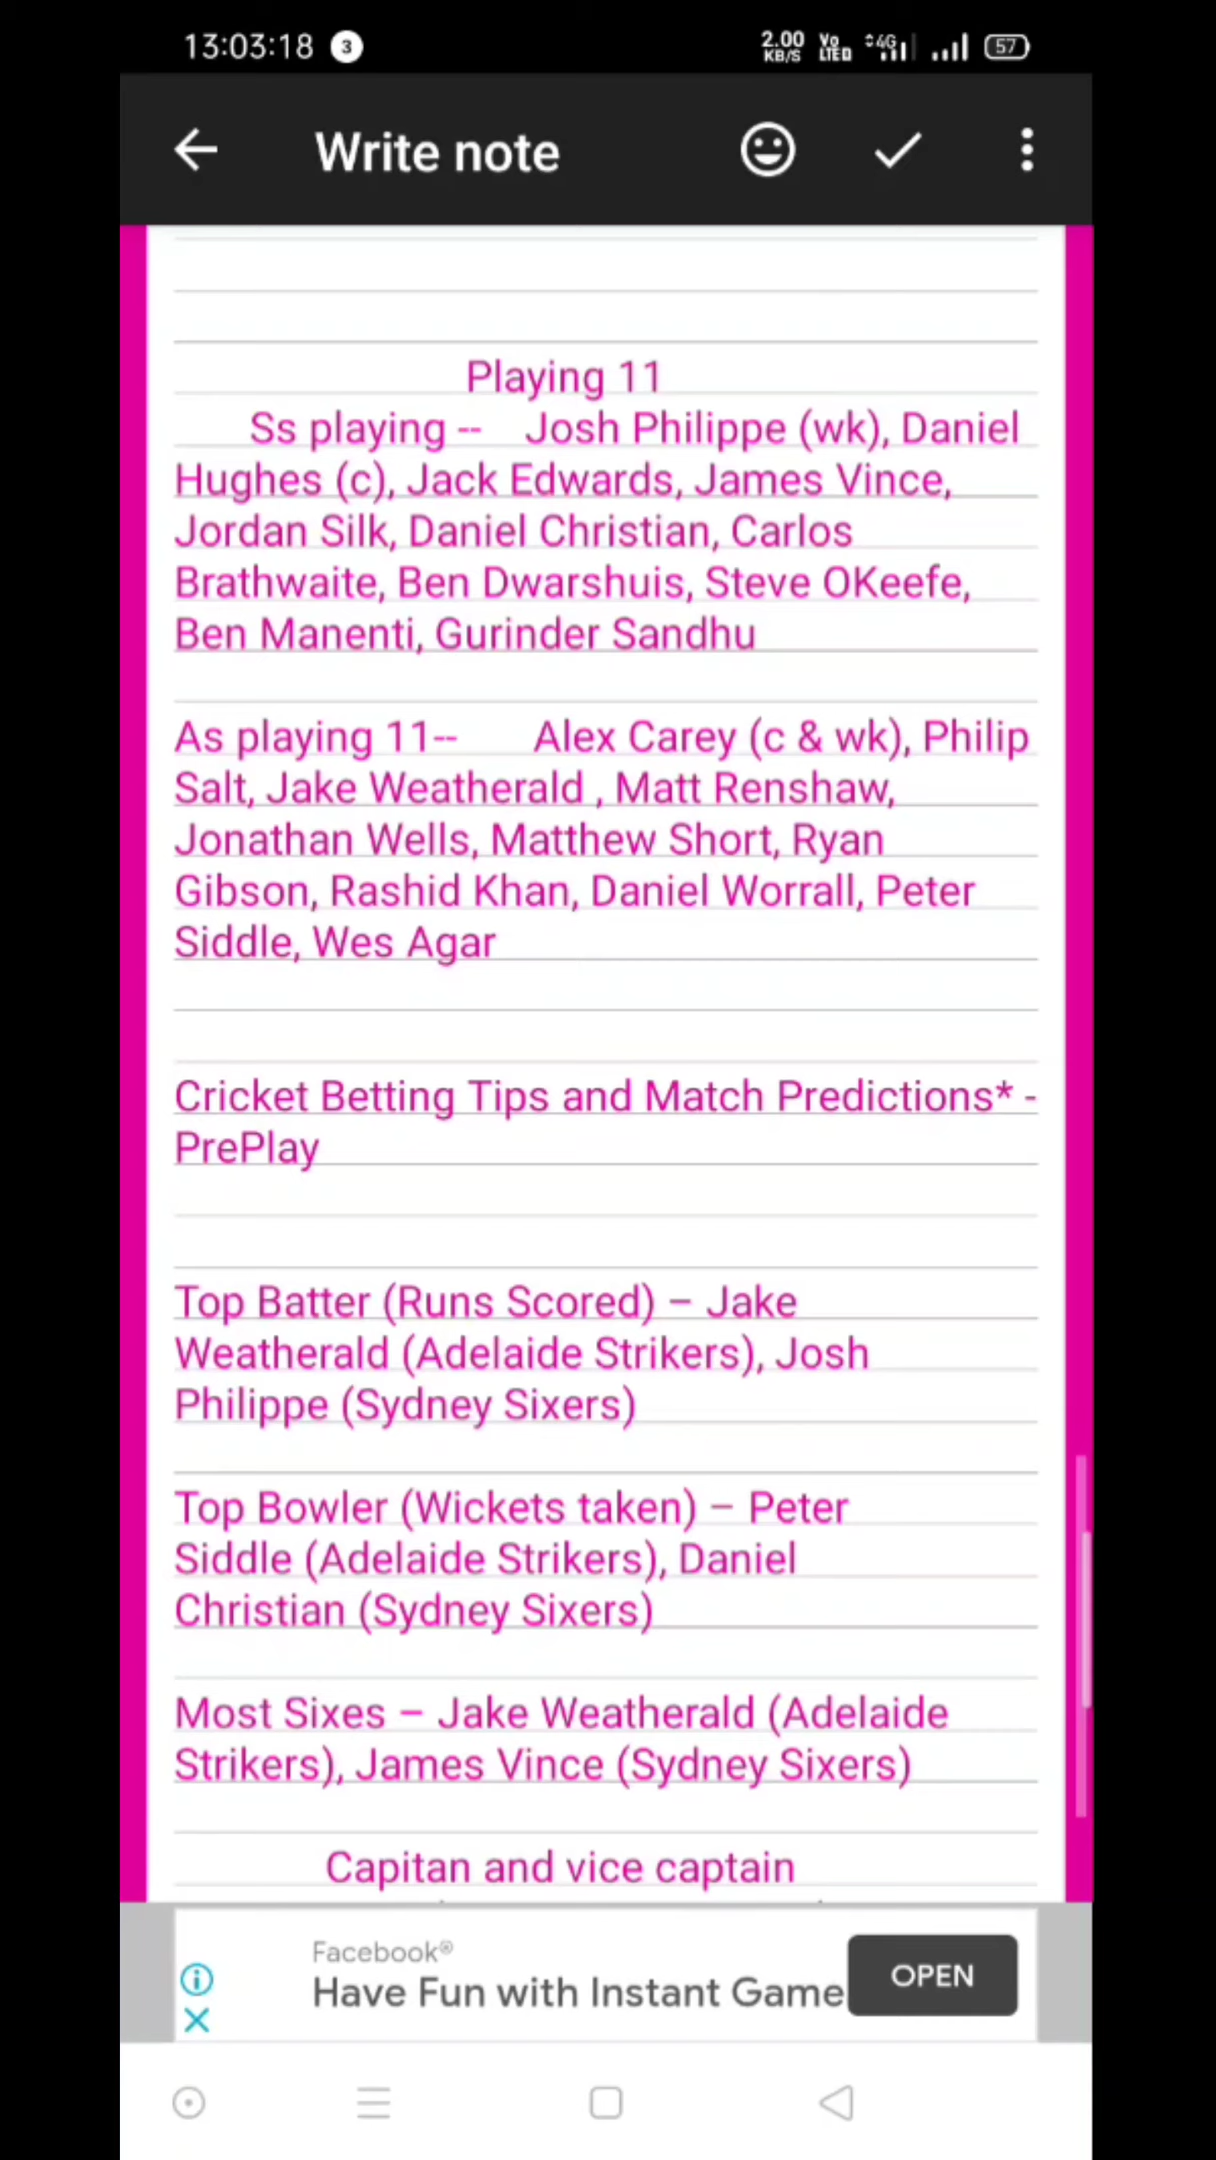 13:03:18 3 2.00 KB/S Vo LTE 4G 57
Write note
Playing 11
Ss playing -- Josh Philippe (wk), Daniel
Hughes (c), Jack Edwards, James Vince,
Jordan Silk, Daniel Christian, Carlos
Brathwaite, Ben Dwarshuis, Steve OKeefe,
Ben Manenti, Gurinder Sandhu
As playing 11-- Alex Carey (c & wk), Philip
Salt, Jake Weatherald , Matt Renshaw,
Jonathan Wells, Matthew Short, Ryan
Gibson, Rashid Khan, Daniel Worrall, Peter
Siddle, Wes Agar
Cricket Betting Tips and Match Predictions* -
PrePlay
Top Batter (Runs Scored) – Jake
Weatherald (Adelaide Strikers), Josh
Philippe (Sydney Sixers)
Top Bowler (Wickets taken) – Peter
Siddle (Adelaide Strikers), Daniel
Christian (Sydney Sixers)
Most Sixes – Jake Weatherald (Adelaide
Strikers), James Vince (Sydney Sixers)
Capitan and vice captain
Facebook®
Have Fun with Instant Game
OPEN